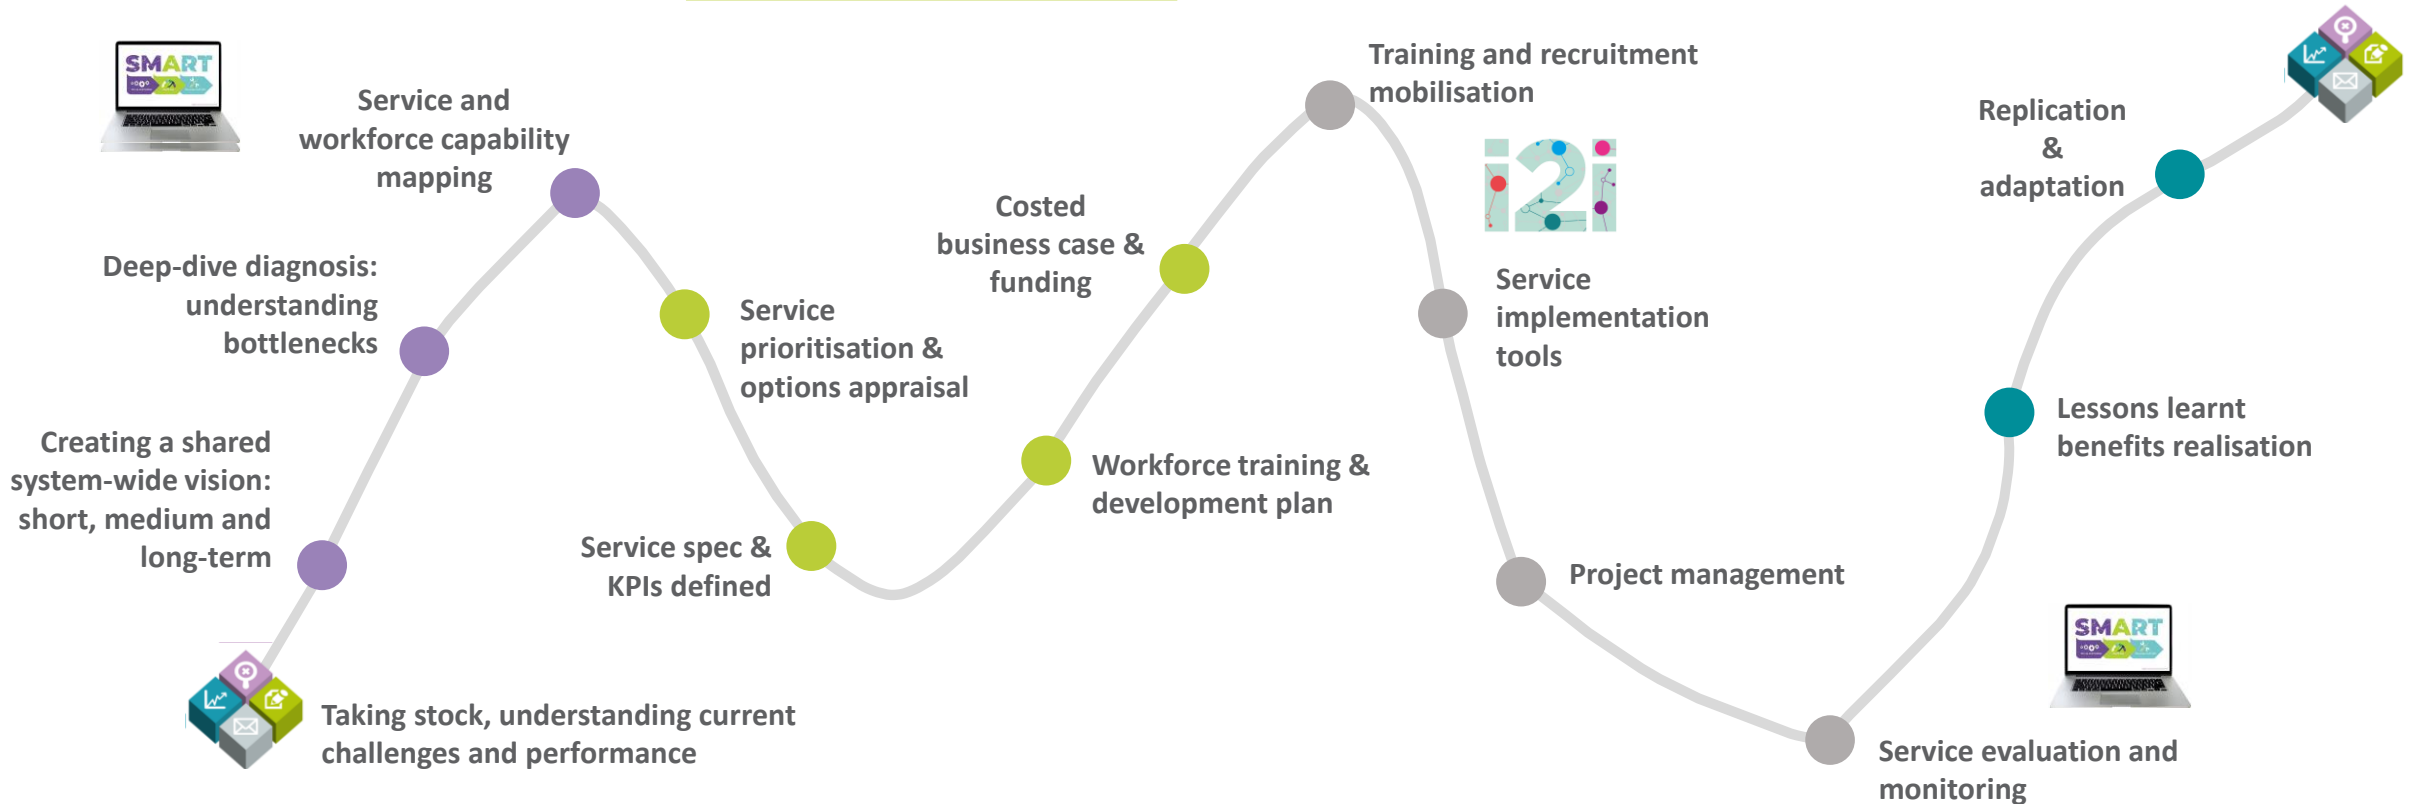 SMART
Service and
workforce capability
mapping
Deep-dive diagnosis:
understanding
bottlenecks
Creating a shared
system-wide vision:
short, medium and
long-term
Taking stock, understanding current
challenges and performance
Service
prioritisation &
options appraisal
Service spec &
KPIs defined
Workforce training &
development plan
Costed
business case &
funding
Training and recruitment
mobilisation
i2i
Service
implementation
tools
Project management
Service evaluation and
monitoring
SMART
Lessons learnt
benefits realisation
Replication
&
adaptation